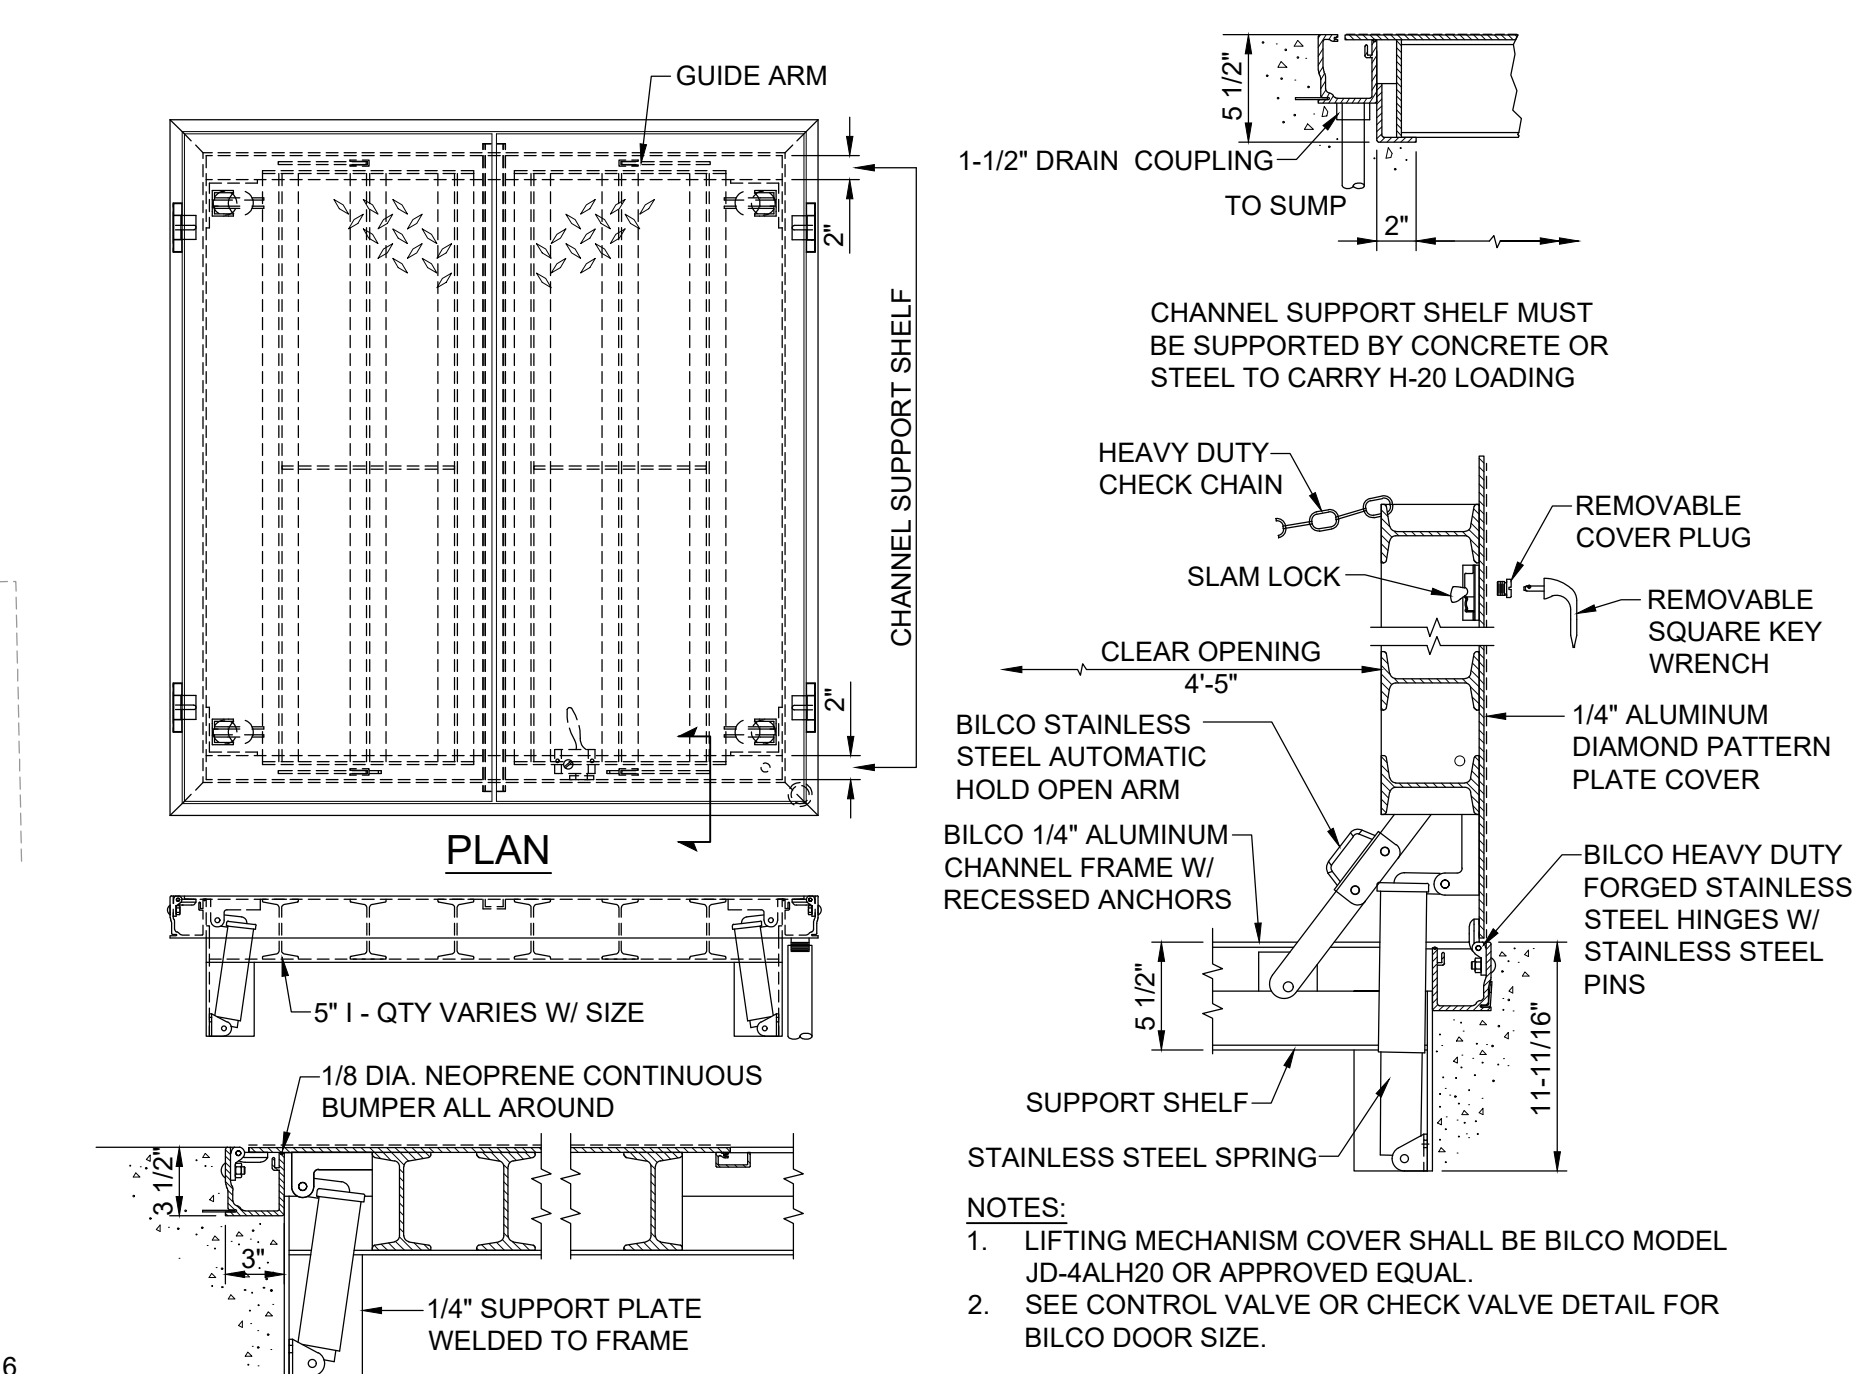 GUIDE ARM
2"
CHANNEL SUPPORT SHELF
2"
PLAN
5" I - QTY VARIES W/ SIZE
1/8 DIA. NEOPRENE CONTINUOUS
BUMPER ALL AROUND
3 1/2"
3"
1/4" SUPPORT PLATE
WELDED TO FRAME
6
5 1/2"
1-1/2" DRAIN COUPLING
TO SUMP
2"
CHANNEL SUPPORT SHELF MUST
BE SUPPORTED BY CONCRETE OR
STEEL TO CARRY H-20 LOADING
HEAVY DUTY
CHECK CHAIN
REMOVABLE
COVER PLUG
SLAM LOCK
REMOVABLE
SQUARE KEY
WRENCH
CLEAR OPENING
4'-5"
BILCO STAINLESS
STEEL AUTOMATIC
HOLD OPEN ARM
1/4" ALUMINUM
DIAMOND PATTERN
PLATE COVER
BILCO 1/4" ALUMINUM
CHANNEL FRAME W/
RECESSED ANCHORS
BILCO HEAVY DUTY
FORGED STAINLESS
STEEL HINGES W/
STAINLESS STEEL
PINS
5 1/2"
11-11/16"
SUPPORT SHELF
STAINLESS STEEL SPRING
NOTES:
1. LIFTING MECHANISM COVER SHALL BE BILCO MODEL
JD-4ALH20 OR APPROVED EQUAL.
2. SEE CONTROL VALVE OR CHECK VALVE DETAIL FOR
BILCO DOOR SIZE.